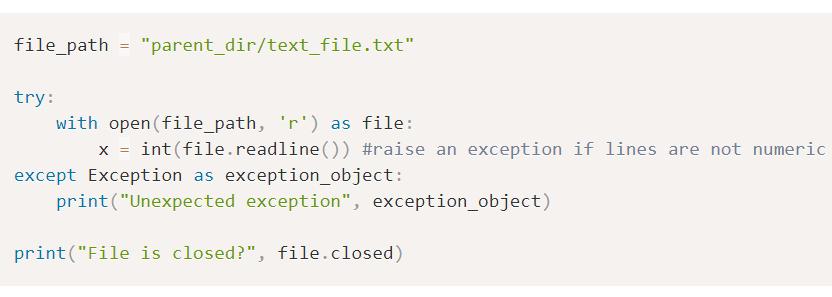 file_path = "parent_dir/text_file.txt"
try:
with open(file_path, 'r') as file:
x = int(file.readline()) #raise an exception if lines are not numeric
except Exception as exception_object:
print("Unexpected exception", exception_object)
print("File is closed?", file.closed)